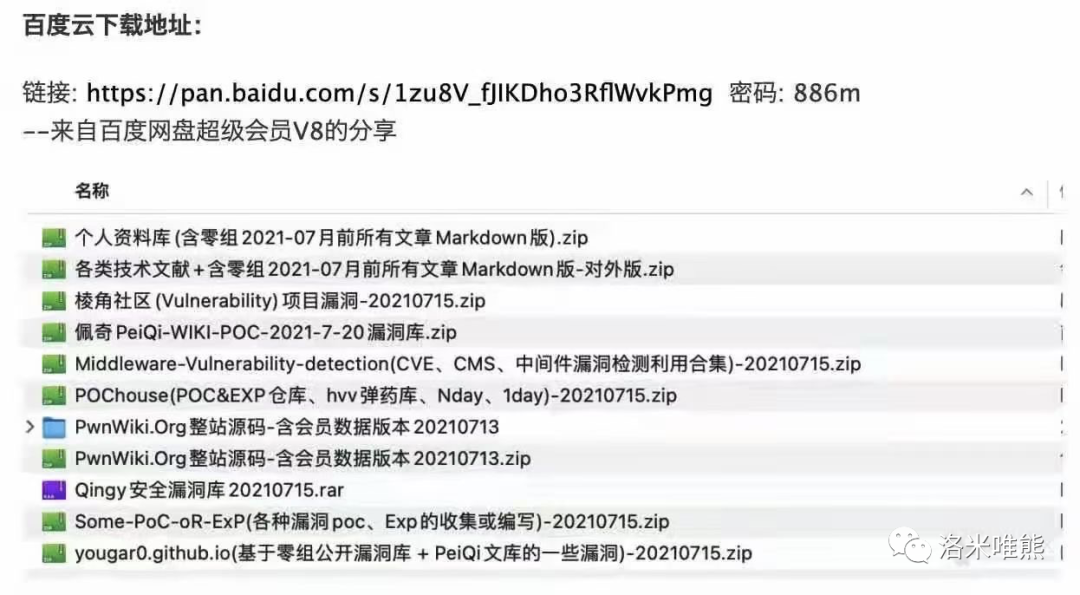 百度云下载地址:
链接: https://pan.baidu.com/s/1zu8V_fJIKDho3RflWvkPmg 密码: 886m
--来自百度网盘超级会员V8的分享
名称
个人资料库(含零组2021-07月前所有文章Markdown版).zip
各类技术文献+含零组2021-07月前所有文章Markdown版-对外版.zip
棱角社区(Vulnerability)项目漏洞-20210715.zip
佩奇PeiQi-WIKI-POC-2021-7-20漏洞库.zip
Middleware-Vulnerability-detection(CVE、CMS、中间件漏洞检测利用合集)-20210715.zip
POChouse(POC&EXP仓库、hvv弹药库、Nday、1day)-20210715.zip
PwnWiki.Org整站源码-含会员数据版本20210713
PwnWiki.Org整站源码-含会员数据版本20210713.zip
Qingy安全漏洞库20210715.rar
Some-PoC-oR-ExP(各种漏洞poc、Exp的收集或编写)-20210715.zip
yougar0.github.io(基于零组公开漏洞库 + PeiQi文库的一些漏洞)-20210715.zip
洛米唯熊